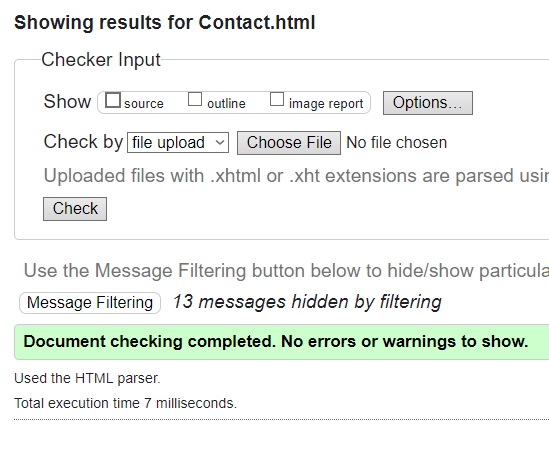 Showing results for Contact.html
Checker Input
Show source outline image report Options…
Check by file upload Choose File No file chosen
Uploaded files with .xhtml or .xht extensions are parsed usin
Check
Use the Message Filtering button below to hide/show particula
Message Filtering 13 messages hidden by filtering
Document checking completed. No errors or warnings to show.
Used the HTML parser.
Total execution time 7 milliseconds.